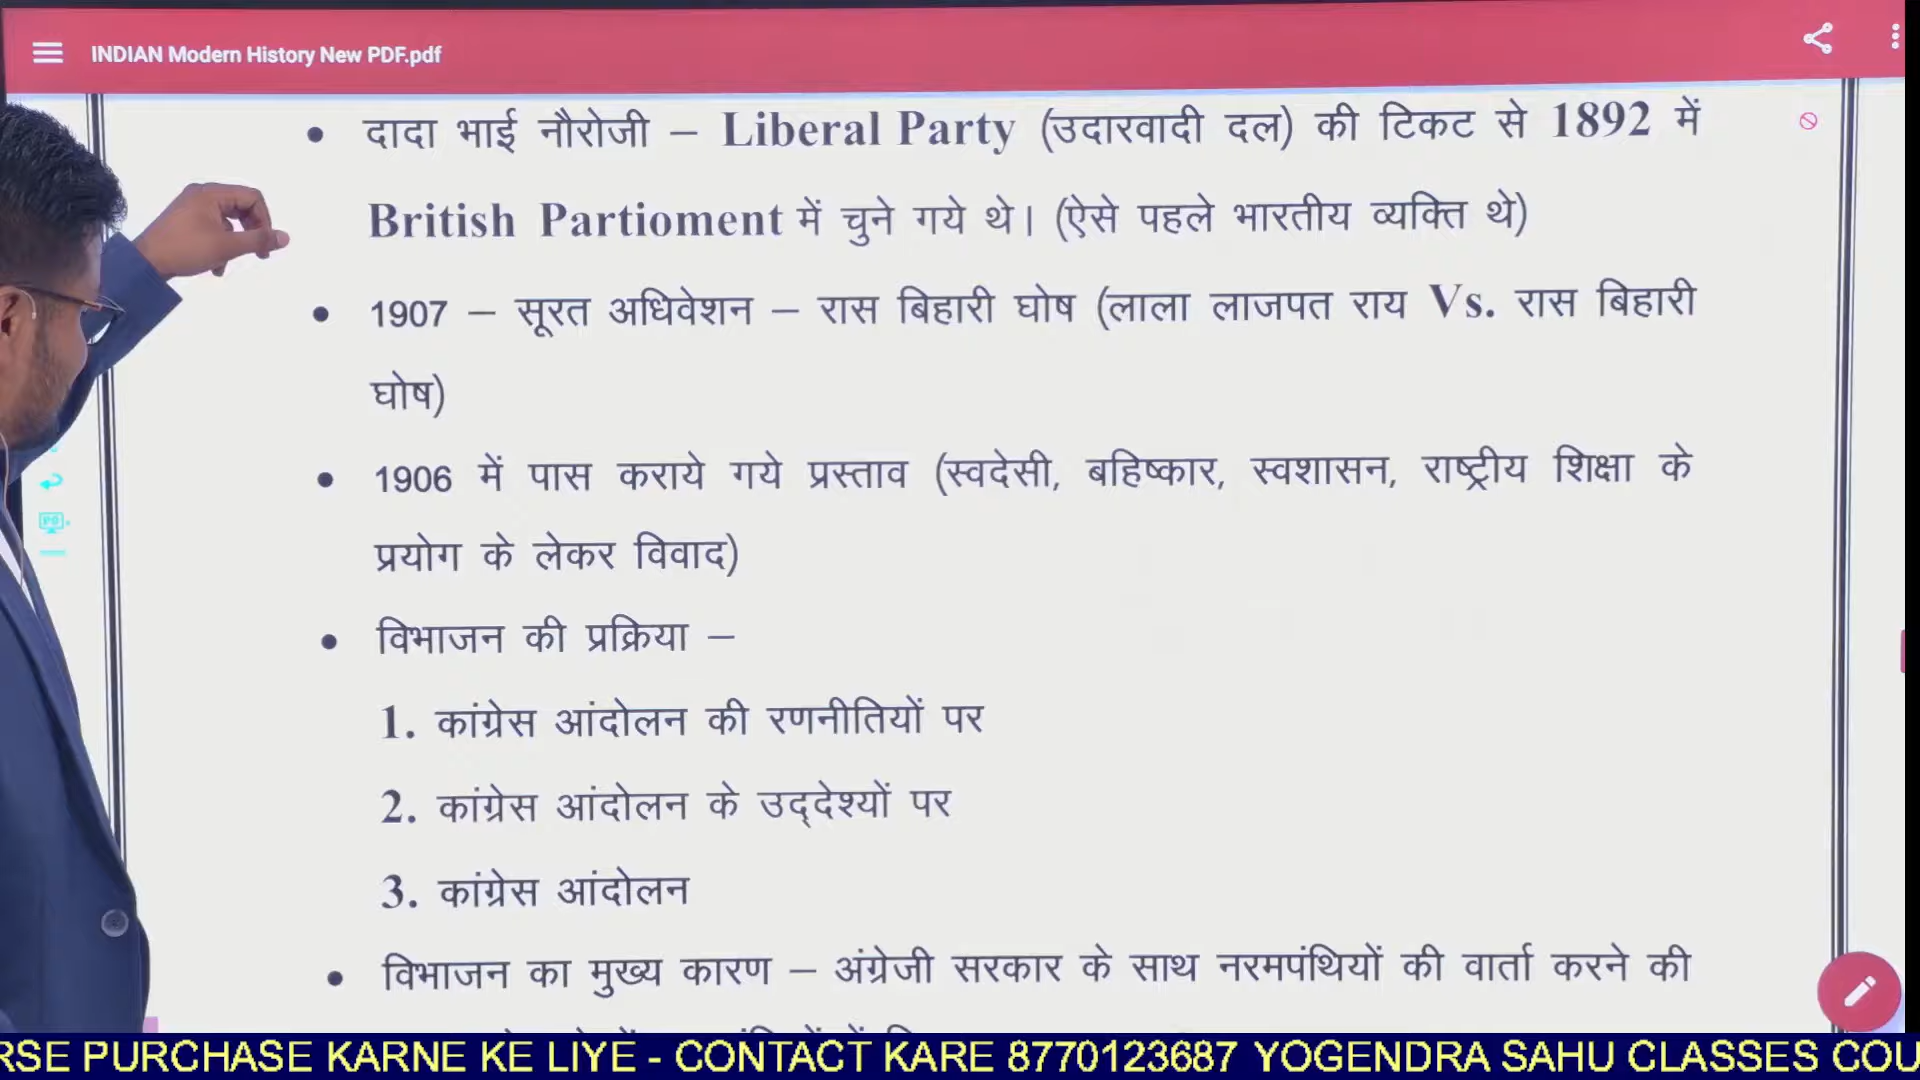 INDIAN Modern History New PDF.pdf
• दादा भाई नौरोजी – Liberal Party (उदारवादी दल) की टिकट से 1892 में
British Partioment में चुने गये थे। (ऐसे पहले भारतीय व्यक्ति थे)
• 1907 – सूरत अधिवेशन – रास बिहारी घोष (लाला लाजपत राय Vs. रास बिहारी
घोष)
• 1906 में पास कराये गये प्रस्ताव (स्वदेसी, बहिष्कार, स्वशासन, राष्ट्रीय शिक्षा के
प्रयोग के लेकर विवाद)
• विभाजन की प्रक्रिया –
1. कांग्रेस आंदोलन की रणनीतियों पर
2. कांग्रेस आंदोलन के उद्देश्यों पर
3. कांग्रेस आंदोलन
• विभाजन का मुख्य कारण – अंग्रेजी सरकार के साथ नरमपंथियों की वार्ता करने की
RSE PURCHASE KARNE KE LIYE - CONTACT KARE 8770123687 YOGENDRA SAHU CLASSES COU